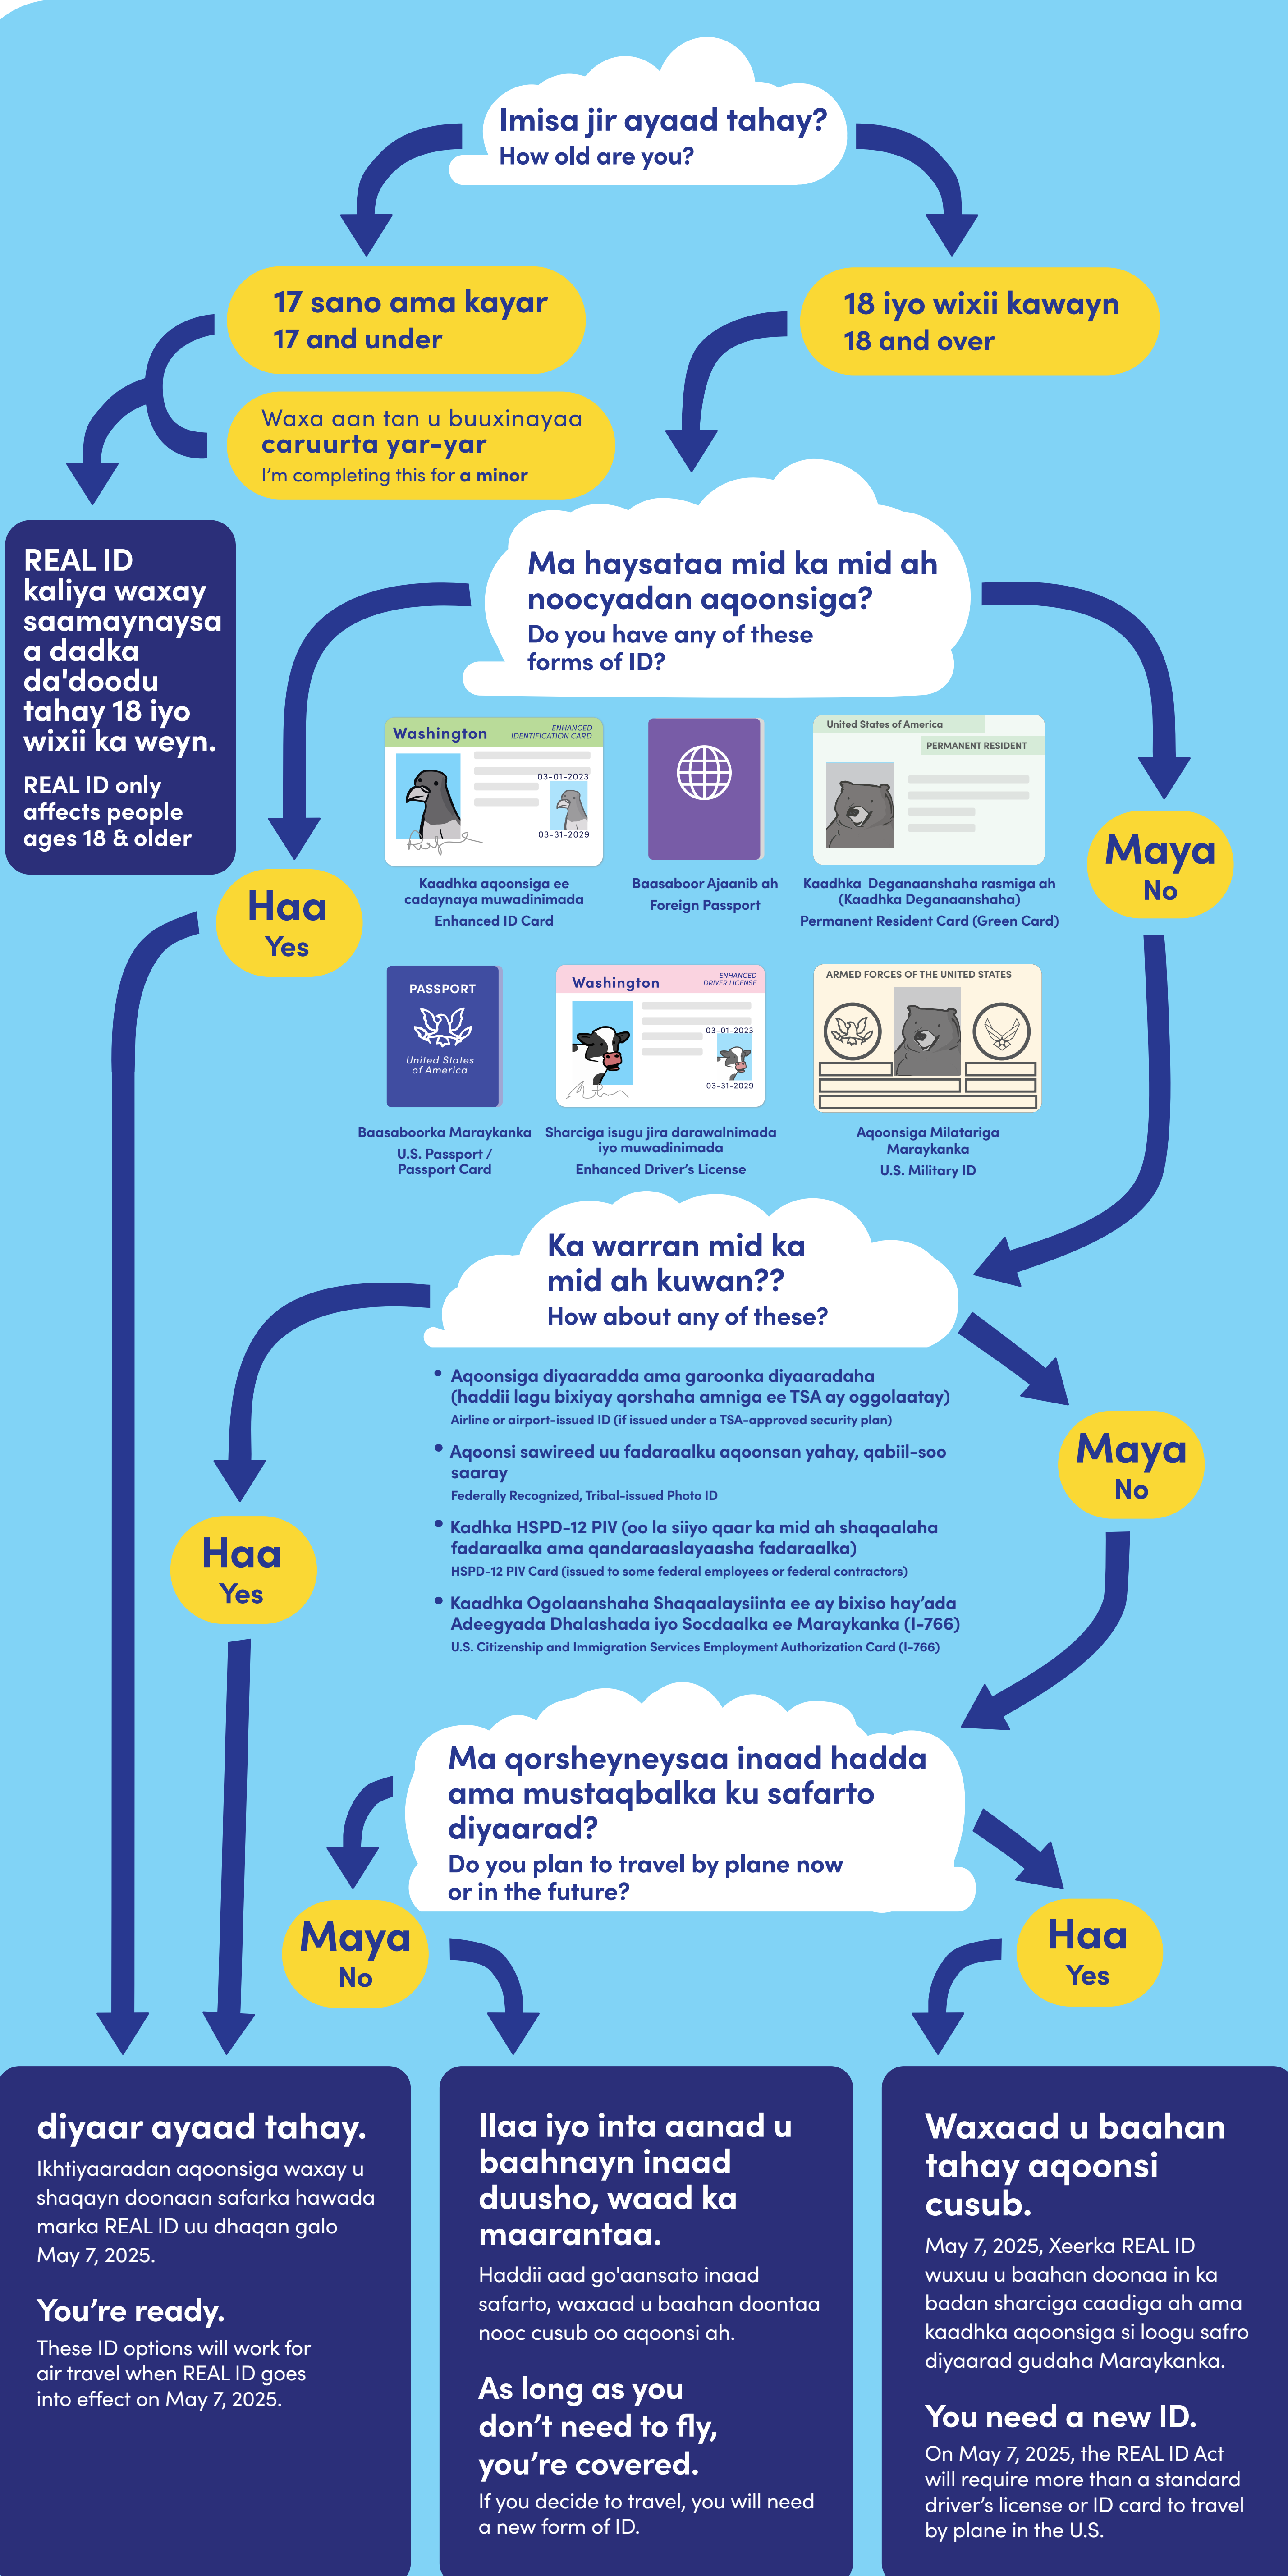 Imisa jir ayaad tahay?
How old are you?
17 sano ama kayar
17 and under
18 iyo wixii kawayn
18 and over
Waxa aan tan u buuxinayaa
caruurta yar-yar
I'm completing this for a minor
REAL ID
kaliya waxay
saamaynaysa
a dadka
da'doodu
tahay 18 iyo
wixii ka weyn.
REAL ID only
affects people
ages 18 & older
Ma haysataa mid ka mid ah
noocyadan aqoonsiga?
Do you have any of these
forms of ID?
Haa
Yes
Maya
No
Washington
ENHANCED
IDENTIFICATION CARD
03-01-2023
03-31-2029
Kaadhka aqoonsiga ee
cadaynaya muwadinimada
Enhanced ID Card
Baasaboor Ajaanib ah
Foreign Passport
United States of America
PERMANENT RESIDENT
Kaadhka Deganaanshaha rasmiga ah
(Kaadhka Deganaanshaha)
Permanent Resident Card (Green Card)
PASSPORT
United States
of America
Baasaboorka Maraykanka
U.S. Passport /
Passport Card
Washington
ENHANCED
DRIVER LICENSE
03-01-2023
03-31-2029
Sharciga isugu jira darawalnimada
iyo muwadinimada
Enhanced Driver's License
ARMED FORCES OF THE UNITED STATES
Aqoonsiga Milatariga
Maraykanka
U.S. Military ID
Ka warran mid ka
mid ah kuwan??
How about any of these?
• Aqoonsiga diyaaradda ama garoonka diyaaradaha
(haddii lagu bixiyay qorshaha amniga ee TSA ay oggolaatay)
Airline or airport-issued ID (if issued under a TSA-approved security plan)
• Aqoonsi sawireed uu fadaraalku aqoonsan yahay, qabiil-soo
saaray
Federally Recognized, Tribal-issued Photo ID
• Kadhka HSPD-12 PIV (oo la siiyo qaar ka mid ah shaqaalaha
fadaraalka ama qandaraaslayaasha fadaraalka)
HSPD-12 PIV Card (issued to some federal employees or federal contractors)
• Kaadhka Ogolaanshaha Shaqaalaysiinta ee ay bixiso hay'ada
Adeegyada Dhalashada iyo Socdaalka ee Maraykanka (I-766)
U.S. Citizenship and Immigration Services Employment Authorization Card (I-766)
Maya
No
Haa
Yes
Ma qorsheyneysaa inaad hadda
ama mustaqbalka ku safarto
diyaarad?
Do you plan to travel by plane now
or in the future?
Maya
No
Haa
Yes
diyaar ayaad tahay.
Ikhtiyaaradan aqoonsiga waxay u
shaqayn doonaan safarka hawada
marka REAL ID uu dhaqan galo
May 7, 2025.
You're ready.
These ID options will work for
air travel when REAL ID goes
into effect on May 7, 2025.
Ilaa iyo inta aanad u
baahnayn inaad
duusho, waad ka
maarantaa.
Haddii aad go'aansato inaad
safarto, waxaad u baahan doontaa
nooc cusub oo aqoonsi ah.
As long as you
don't need to fly,
you're covered.
If you decide to travel, you will need
a new form of ID.
Waxaad u baahan
tahay aqoonsi
cusub.
May 7, 2025, Xeerka REAL ID
wuxuu u baahan doonaa in ka
badan sharciga caadiga ah ama
kaadhka aqoonsiga si loogu safro
diyaarad gudaha Maraykanka.
You need a new ID.
On May 7, 2025, the REAL ID Act
will require more than a standard
driver's license or ID card to travel
by plane in the U.S.